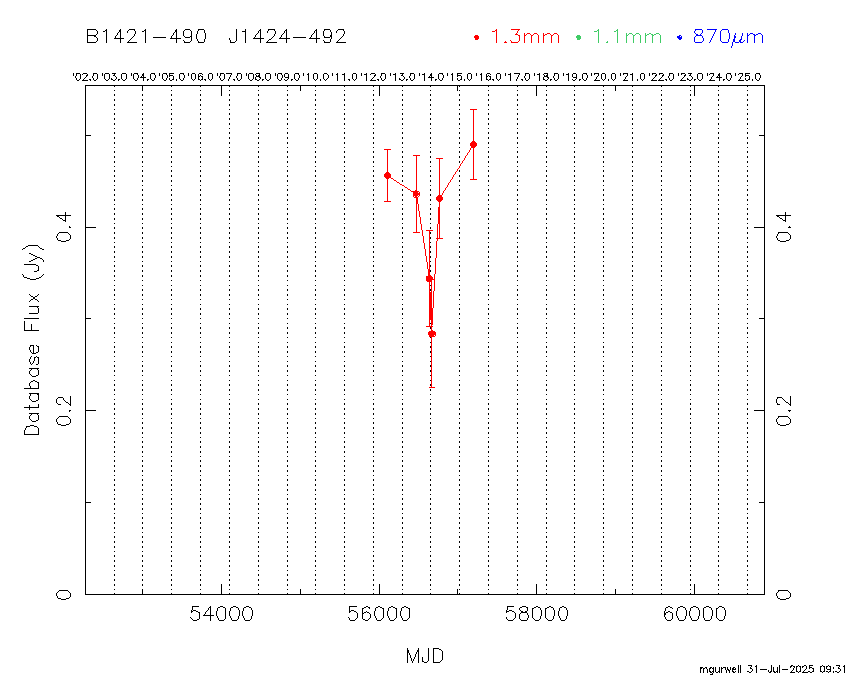 B1421-490 J1424-492 1.3mm 1.1mm 870μm
'02.0 '03.0 '04.0 '05.0 '06.0 '07.0 '08.0 '09.0 '10.0 '11.0 '12.0 '13.0 '14.0 '15.0 '16.0 '17.0 '18.0 '19.0 '20.0 '21.0 '22.0 '23.0 '24.0 '25.0
0.4 0.4
Database Flux (Jy)
0.2 0.2
0 0
54000 56000 58000 60000
MJD
mgurwell 31-Jul-2025 09:31